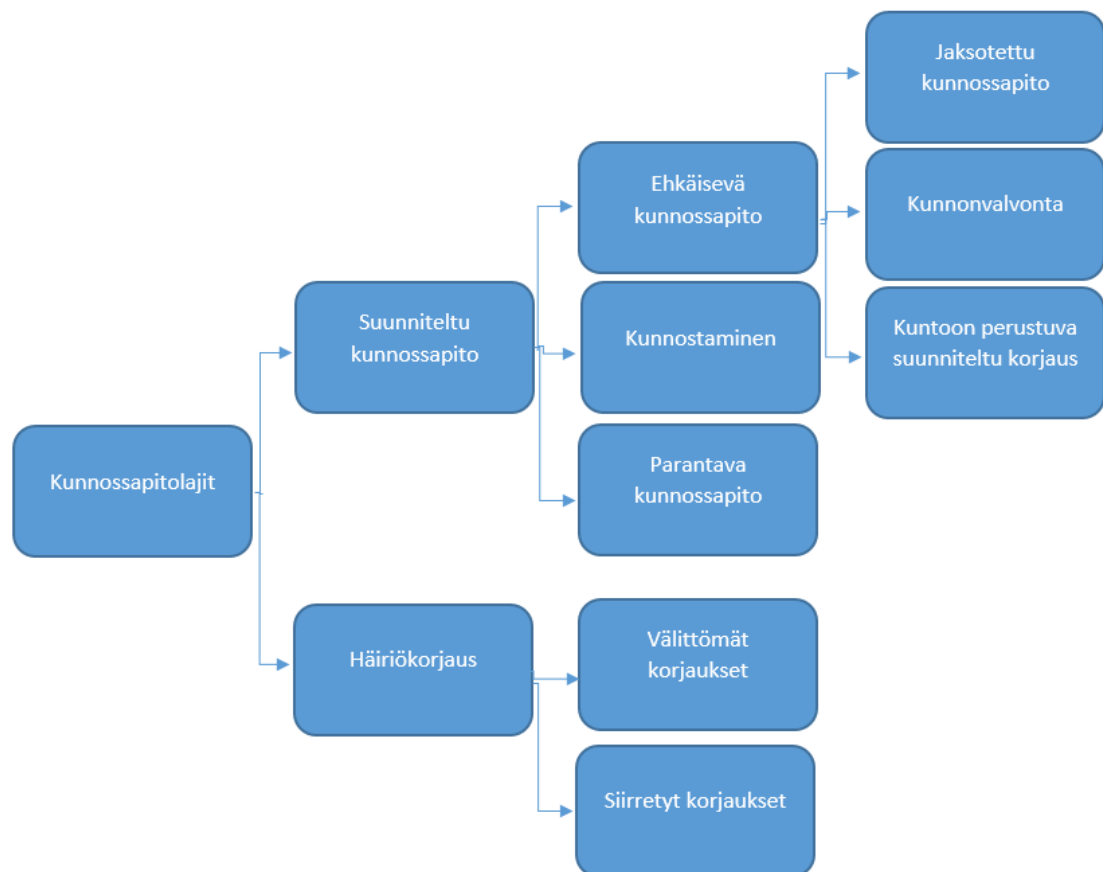 Jaksotettu
kunnossapito
Ehkäisevä
kunnossapito
Kunnonvalvonta
Suunniteltu
kunnossapito
Kunnostaminen
Kuntoon perustuva
suunniteltu korjaus
Kunnossapitolajit
Parantava
kunnossapito
Häiriökorjaus
Välittömät
korjaukset
Siirretyt korjaukset